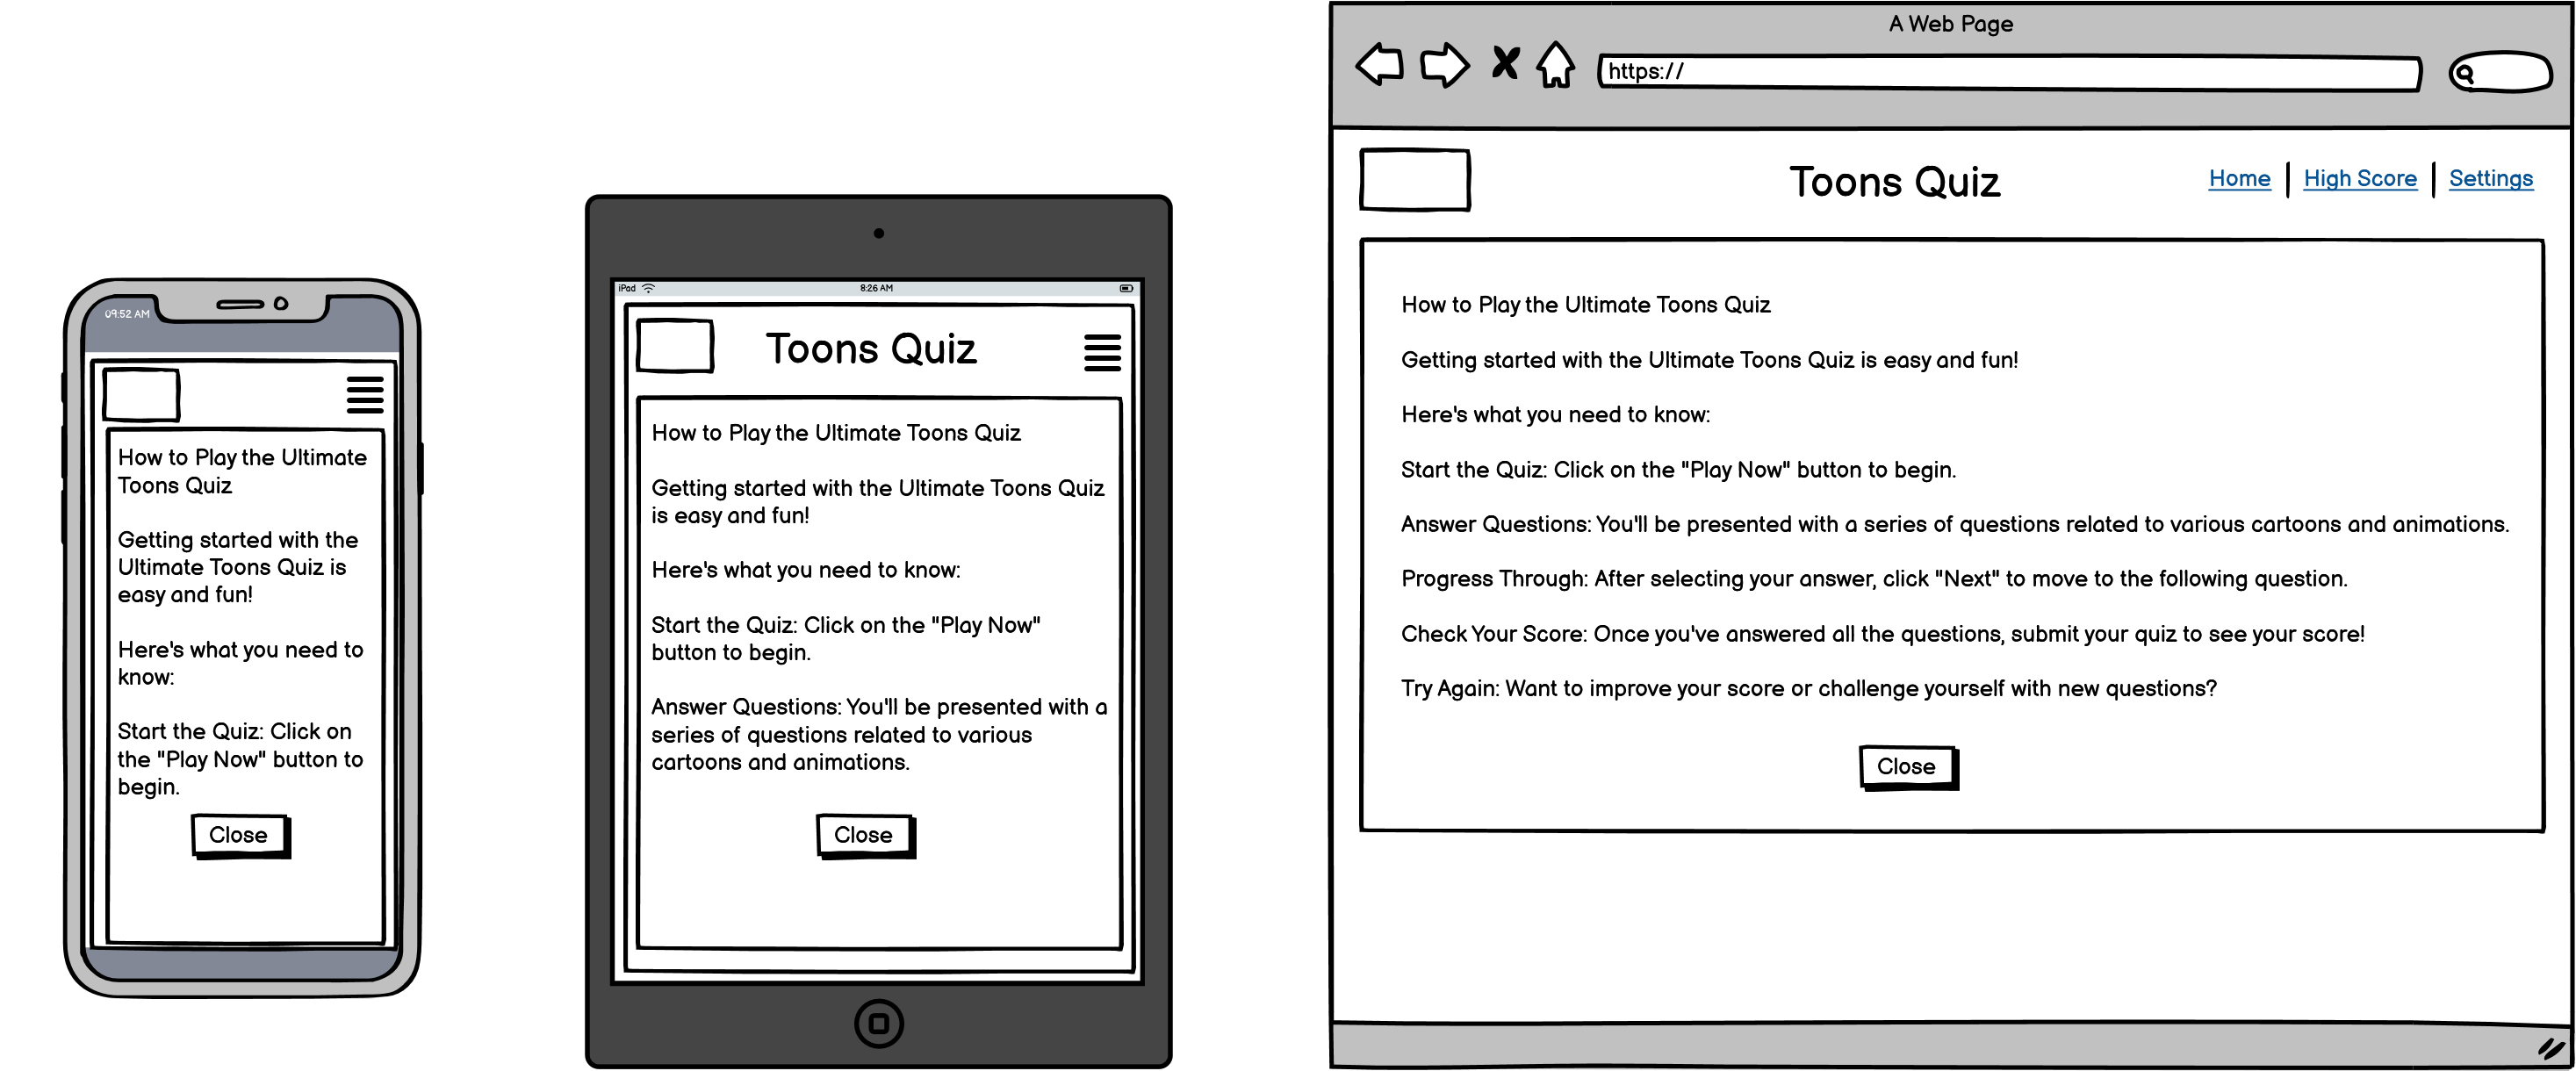 09:52 AM
How to Play the Ultimate
Toons Quiz
Getting started with the
Ultimate Toons Quiz is
easy and fun!
Here's what you need to
know:
Start the Quiz: Click on
the "Play Now" button to
begin.
Close
iPad
8:26 AM
Toons Quiz
How to Play the Ultimate Toons Quiz
Getting started with the Ultimate Toons Quiz
is easy and fun!
Here's what you need to know:
Start the Quiz: Click on the "Play Now"
button to begin.
Answer Questions: You'll be presented with a
series of questions related to various
cartoons and animations.
Close
A Web Page
https://
Toons Quiz
Home | High Score | Settings
How to Play the Ultimate Toons Quiz
Getting started with the Ultimate Toons Quiz is easy and fun!
Here's what you need to know:
Start the Quiz: Click on the "Play Now" button to begin.
Answer Questions: You'll be presented with a series of questions related to various cartoons and animations.
Progress Through: After selecting your answer, click "Next" to move to the following question.
Check Your Score: Once you've answered all the questions, submit your quiz to see your score!
Try Again: Want to improve your score or challenge yourself with new questions?
Close